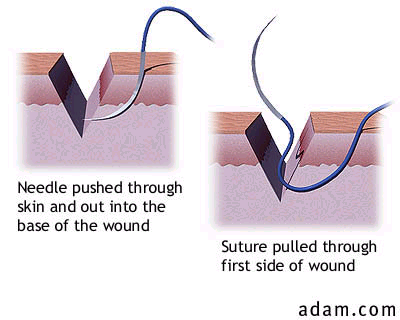 Needle pushed through
skin and out into the
base of the wound
Suture pulled through
first side of wound
adam.com